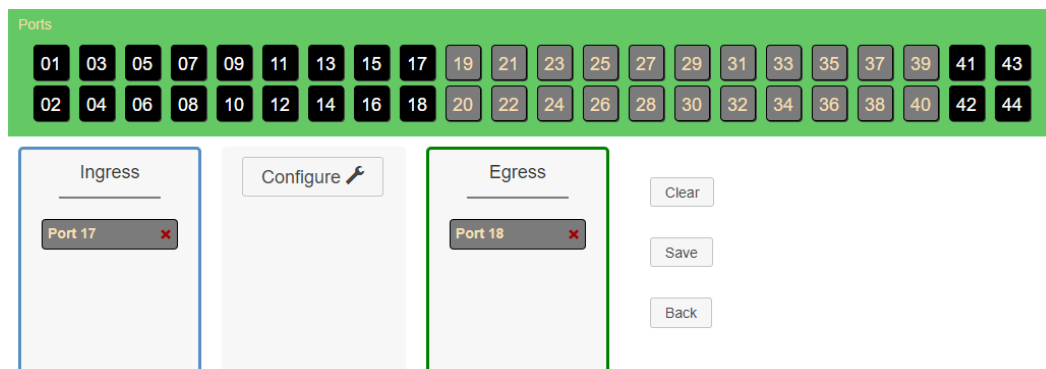 Ports
01 03 05 07 09 11 13 15 17 19 21 23 25 27 29 31 33 35 37 39 41 43
02 04 06 08 10 12 14 16 18 20 22 24 26 28 30 32 34 36 38 40 42 44
Ingress
Port 17
Configure
Egress
Port 18
Clear
Save
Back